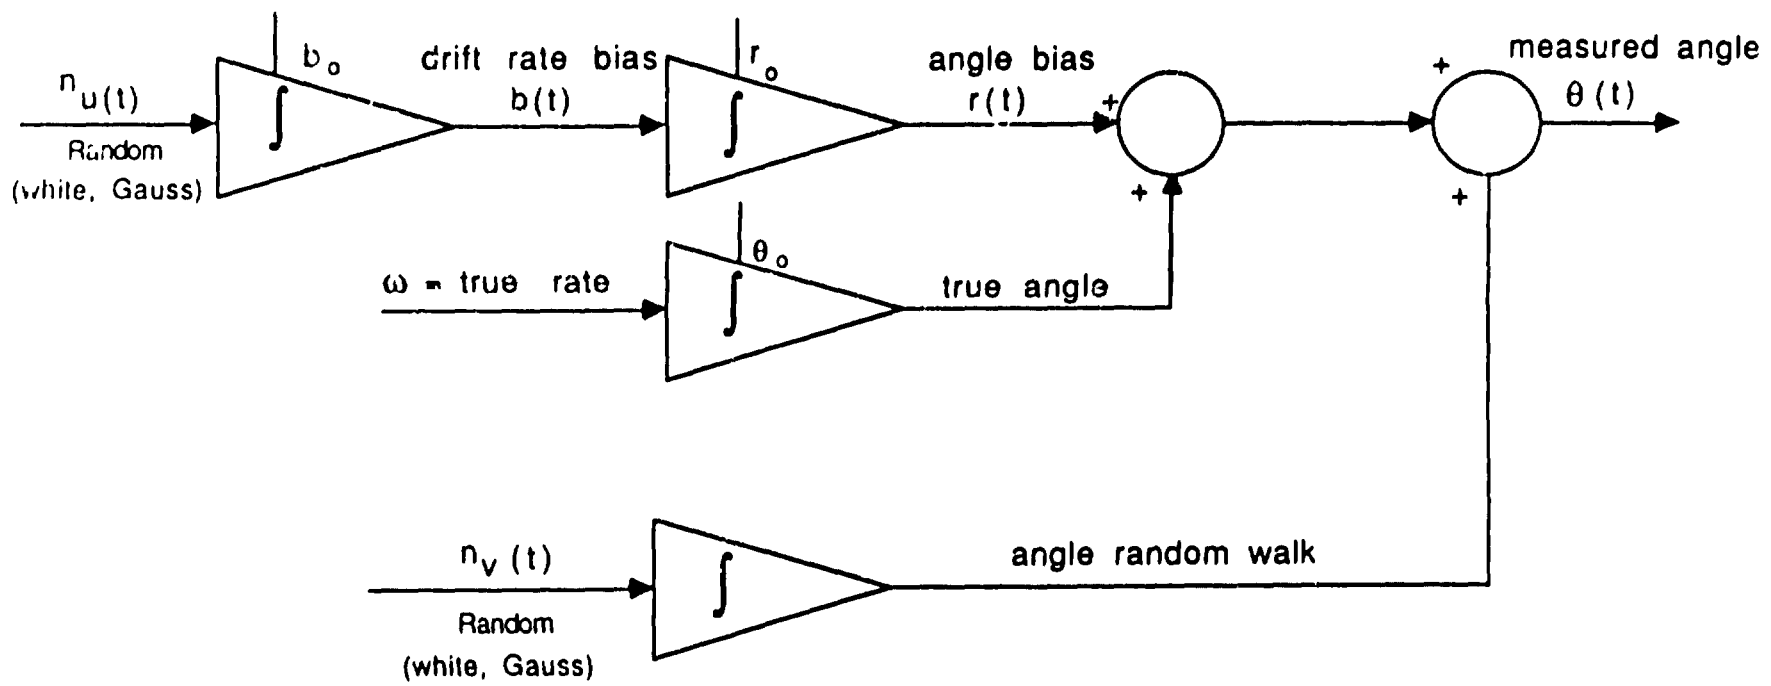 b₀
drift rate bias
r₀
angle bias
measured angle
n_u(t)
b(t)
r(t)
θ(t)
∫
∫
+
+
Random
(white, Gauss)
+
+
θ₀
ω = true rate
∫
true angle
n_v(t)
∫
angle random walk
Random
(white, Gauss)